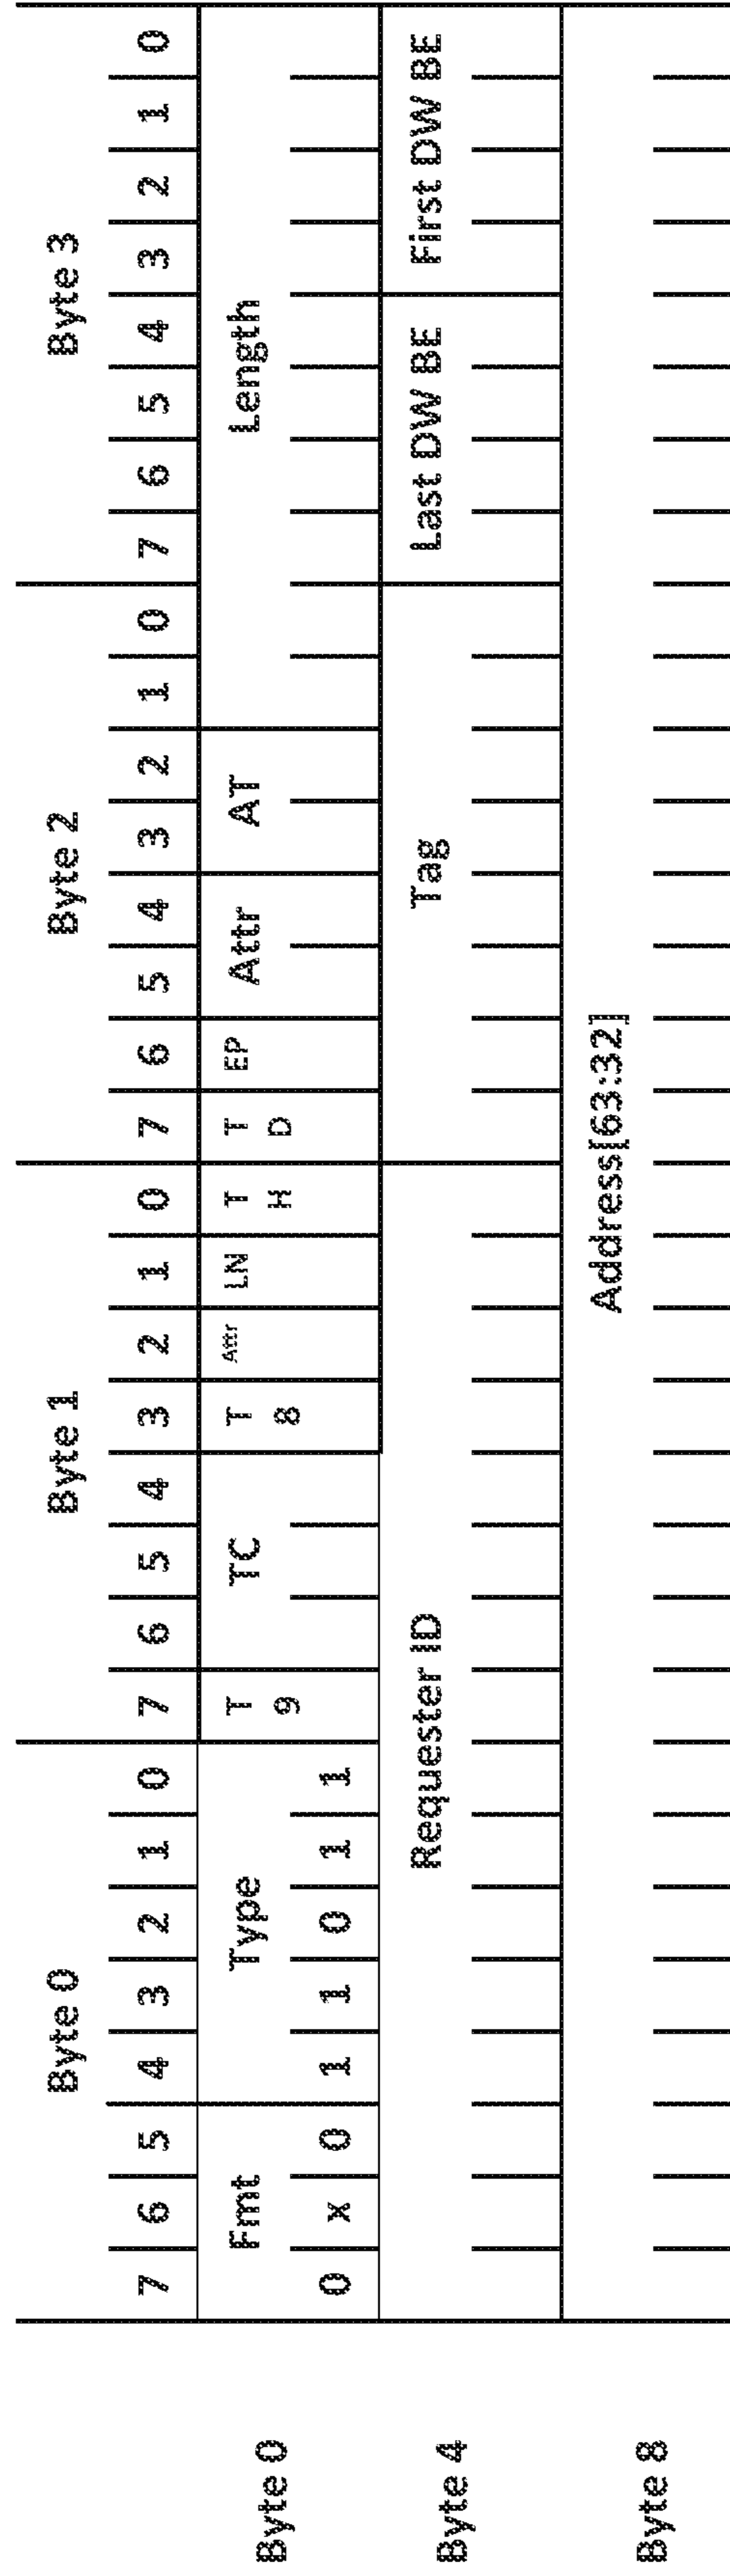 Byte 0 Byte 1 Byte 2 Byte 3
7 6 5 4 3 2 1 0 7 6 5 4 3 2 1 0 7 6 5 4 3 2 1 0 7 6 5 4 3 2 1 0
Byte 0 Fmt Type T9 TC T8 Attr LN TH TD EP Attr AT Length
0 x 0 1 1 0 1 1
Byte 4 Requester ID Tag Last DW BE First DW BE
Byte 8 Address[63:32]